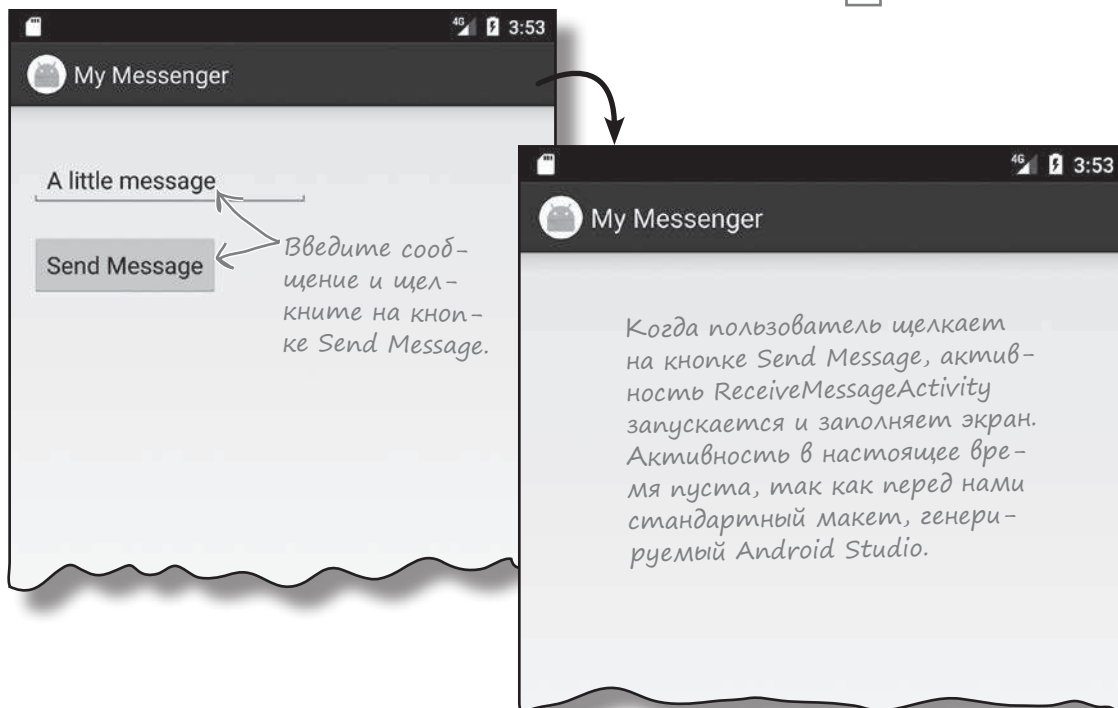 4G 3:53
My Messenger
A little message
Send Message
Введите сооб-
щение и щел-
кните на кноп-
ке Send Message.
4G 3:53
My Messenger
Когда пользователь щелкает
на кнопке Send Message, актив-
ность ReceiveMessageActivity
запускается и заполняет экран.
Активность в настоящее вре-
мя пуста, так как перед нами
стандартный макет, генери-
руемый Android Studio.